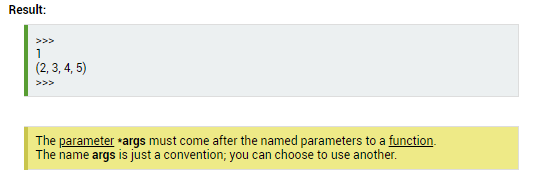 Result:
>>>
1
(2, 3, 4, 5)
>>>
The parameter *args must come after the named parameters to a function.
The name args is just a convention; you can choose to use another.